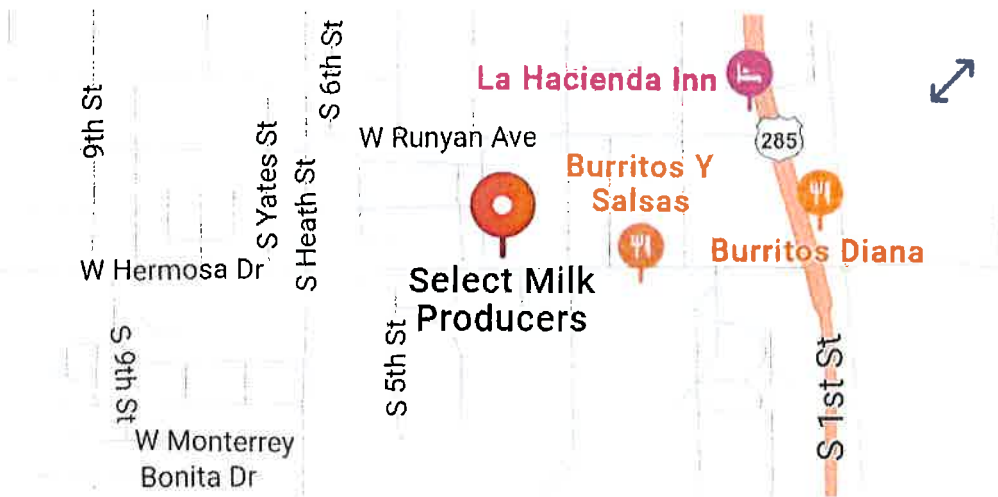 S 6th St
La Hacienda Inn
9th St
S Yates St
W Runyan Ave
285
S Heath St
Burritos Y
Salsas
Burritos Diana
W Hermosa Dr
Select Milk
Producers
S 9th St
S 5th St
S 1st St
W Monterrey
Bonita Dr